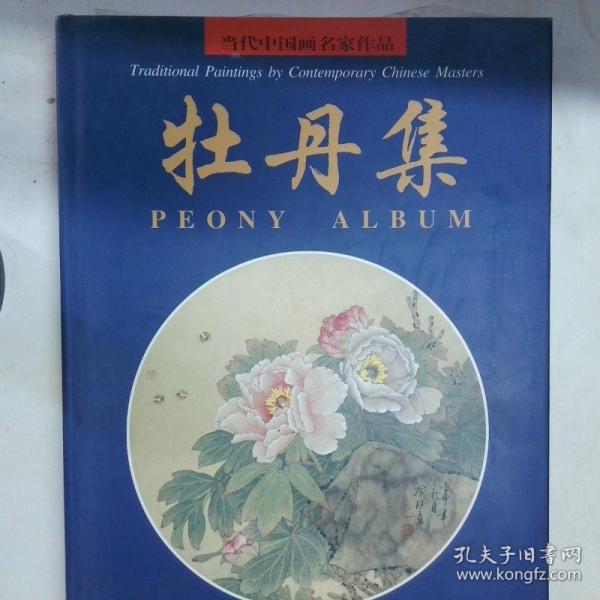 当代中国画名家作品
Traditional Paintings by Contemporary Chinese Masters
牡丹集
PEONY ALBUM
孔夫子旧书网
www.kongfz.com